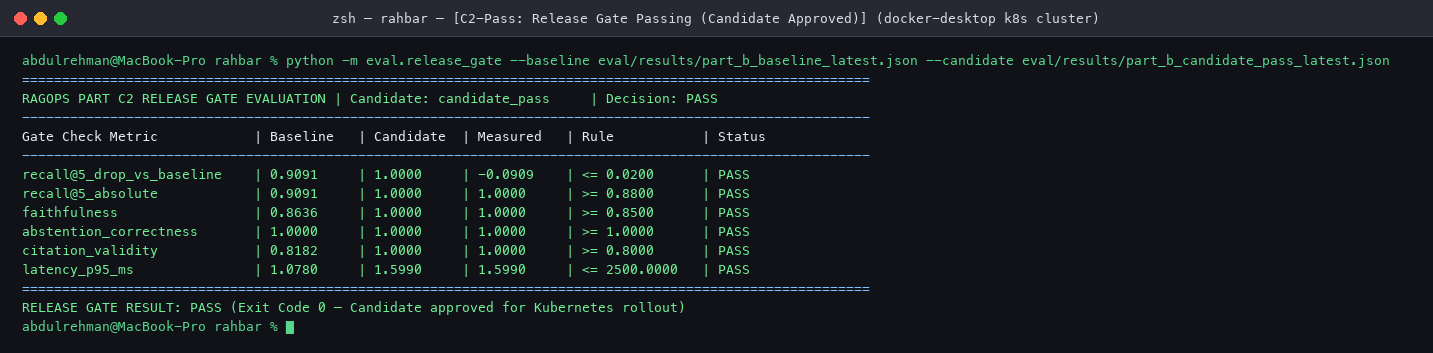 zsh — rahbar — [C2-Pass: Release Gate Passing (Candidate Approved)] (docker-desktop k8s cluster)
abdulrehman@MacBook-Pro rahbar % python -m eval.release_gate --baseline eval/results/part_b_baseline_latest.json --candidate eval/results/part_b_candidate_pass_latest.json
==========================================================================================================
RAGOPS PART C2 RELEASE GATE EVALUATION | Candidate: candidate_pass     | Decision: PASS
----------------------------------------------------------------------------------------------------------
Gate Check Metric            | Baseline   | Candidate  | Measured   | Rule           | Status
----------------------------------------------------------------------------------------------------------
recall@5_drop_vs_baseline    | 0.9091     | 1.0000     | -0.0909    | <= 0.0200      | PASS
recall@5_absolute            | 0.9091     | 1.0000     | 1.0000     | >= 0.8800      | PASS
faithfulness                 | 0.8636     | 1.0000     | 1.0000     | >= 0.8500      | PASS
abstention_correctness       | 1.0000     | 1.0000     | 1.0000     | >= 1.0000      | PASS
citation_validity            | 0.8182     | 1.0000     | 1.0000     | >= 0.8000      | PASS
latency_p95_ms               | 1.0780     | 1.5990     | 1.5990     | <= 2500.0000   | PASS
==========================================================================================================
RELEASE GATE RESULT: PASS (Exit Code 0 — Candidate approved for Kubernetes rollout)
abdulrehman@MacBook-Pro rahbar %